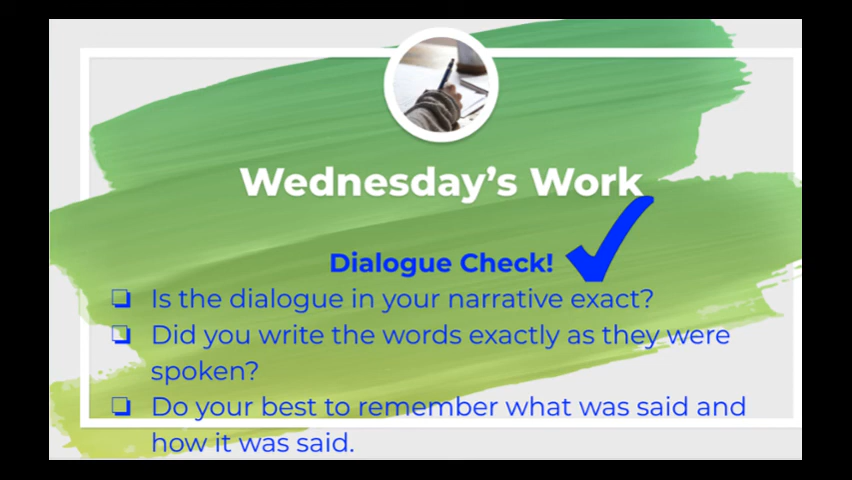 Wednesday’s Work
Dialogue Check!
❏ Is the dialogue in your narrative exact?
❏ Did you write the words exactly as they were
spoken?
❏ Do your best to remember what was said and
how it was said.